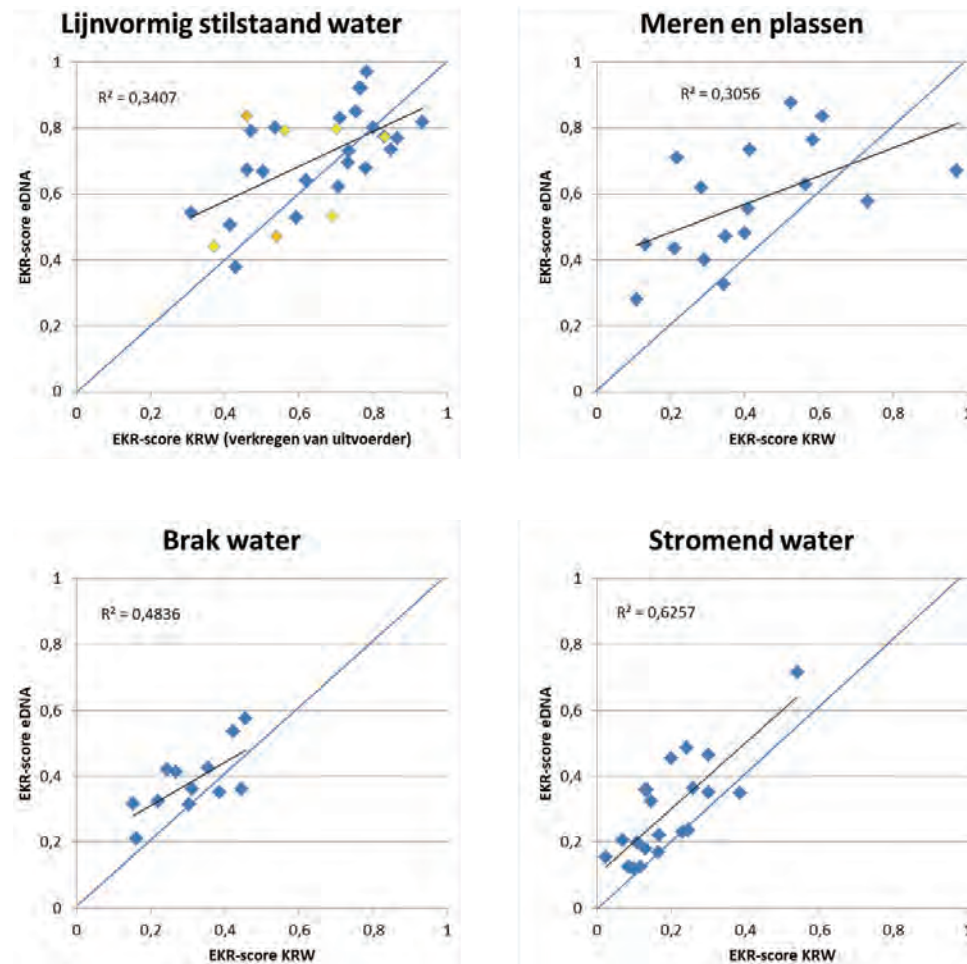 Lijnvormig stilstaand water
R² = 0,3407
EKR-score eDNA
1
0,8
0,6
0,4
0,2
0
0 0,2 0,4 0,6 0,8 1
EKR-score KRW (verkregen van uitvoerder)
Meren en plassen
R² = 0,3056
EKR-score eDNA
1
0,8
0,6
0,4
0,2
0
0 0,2 0,4 0,6 0,8 1
EKR-score KRW
Brak water
R² = 0,4836
EKR-score eDNA
1
0,8
0,6
0,4
0,2
0
0 0,2 0,4 0,6 0,8 1
EKR-score KRW
Stromend water
R² = 0,6257
EKR-score eDNA
1
0,8
0,6
0,4
0,2
0
0 0,2 0,4 0,6 0,8 1
EKR-score KRW